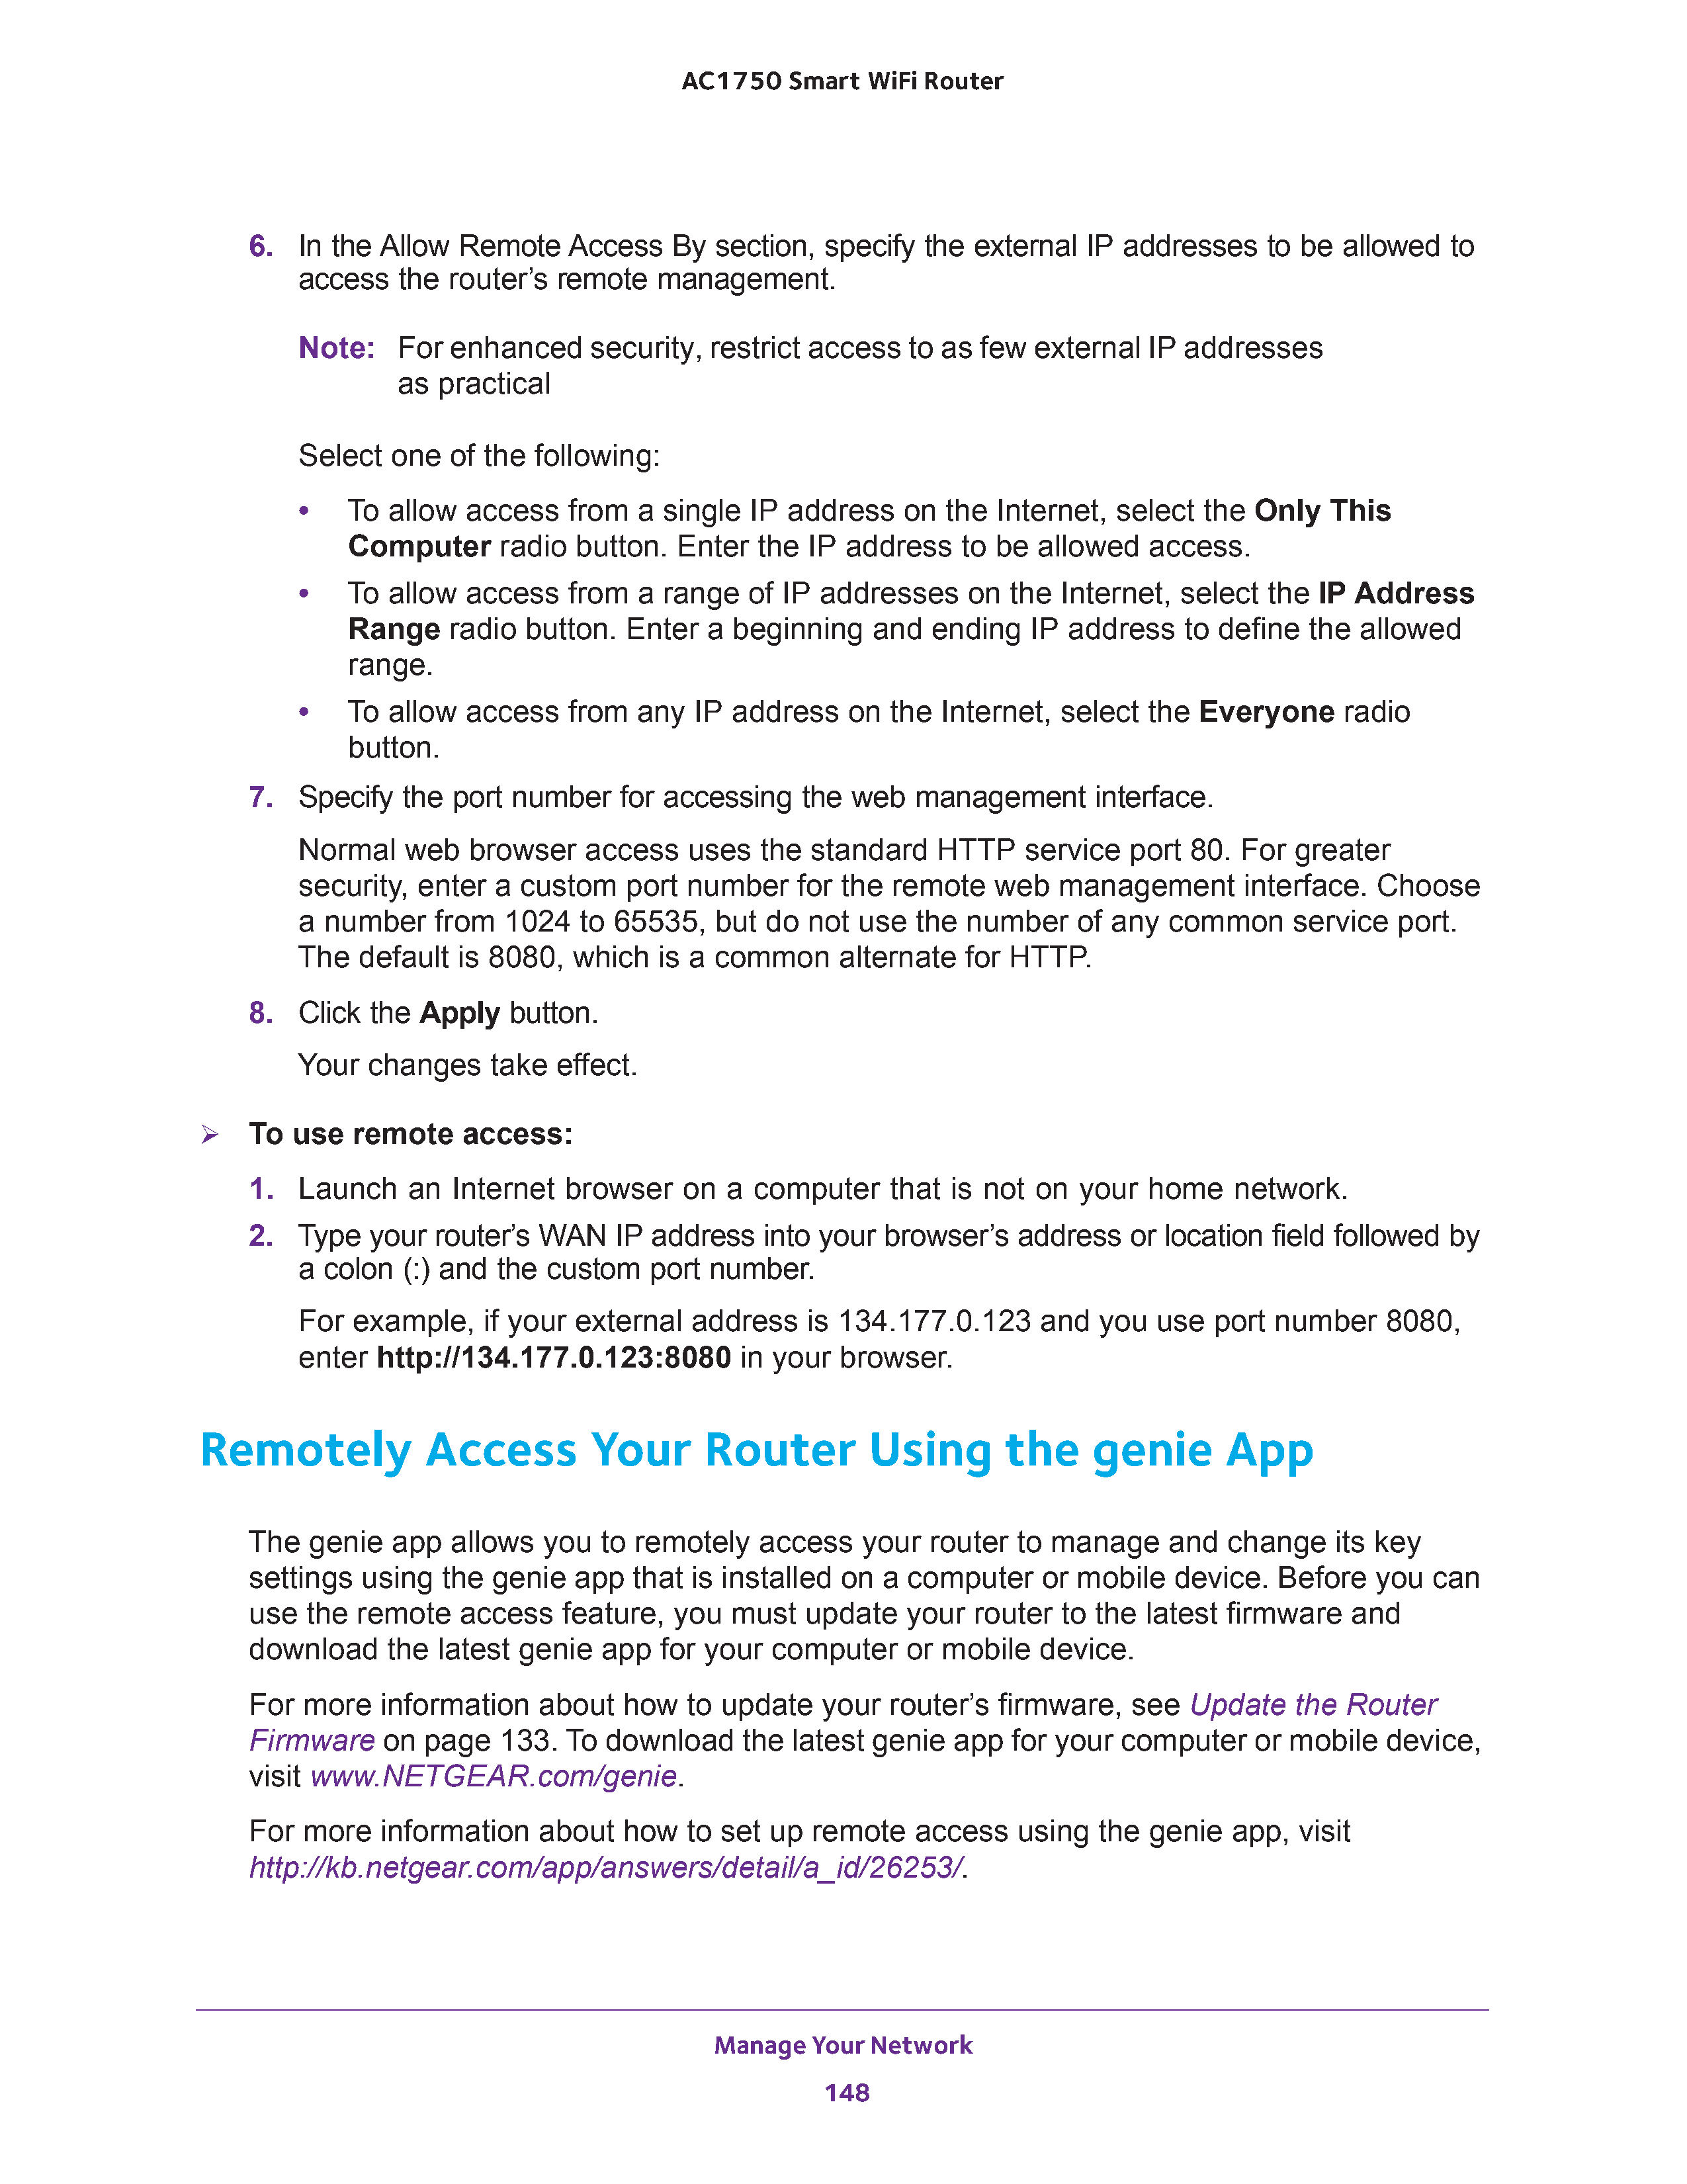 AC1750 Smart WiFi Router
6. In the Allow Remote Access By section, specify the external IP addresses to be allowed to
access the router’s remote management.
Note: For enhanced security, restrict access to as few external IP addresses
as practical
Select one of the following:
• To allow access from a single IP address on the Internet, select the Only This
Computer radio button. Enter the IP address to be allowed access.
• To allow access from a range of IP addresses on the Internet, select the IP Address
Range radio button. Enter a beginning and ending IP address to define the allowed
range.
• To allow access from any IP address on the Internet, select the Everyone radio
button.
7. Specify the port number for accessing the web management interface.
Normal web browser access uses the standard HTTP service port 80. For greater
security, enter a custom port number for the remote web management interface. Choose
a number from 1024 to 65535, but do not use the number of any common service port.
The default is 8080, which is a common alternate for HTTP.
8. Click the Apply button.
Your changes take effect.
➢ To use remote access:
1. Launch an Internet browser on a computer that is not on your home network.
2. Type your router’s WAN IP address into your browser’s address or location field followed by
a colon (:) and the custom port number.
For example, if your external address is 134.177.0.123 and you use port number 8080,
enter http://134.177.0.123:8080 in your browser.
Remotely Access Your Router Using the genie App
The genie app allows you to remotely access your router to manage and change its key
settings using the genie app that is installed on a computer or mobile device. Before you can
use the remote access feature, you must update your router to the latest firmware and
download the latest genie app for your computer or mobile device.
For more information about how to update your router’s firmware, see Update the Router
Firmware on page 133. To download the latest genie app for your computer or mobile device,
visit www.NETGEAR.com/genie.
For more information about how to set up remote access using the genie app, visit
http://kb.netgear.com/app/answers/detail/a_id/26253/.
Manage Your Network
148